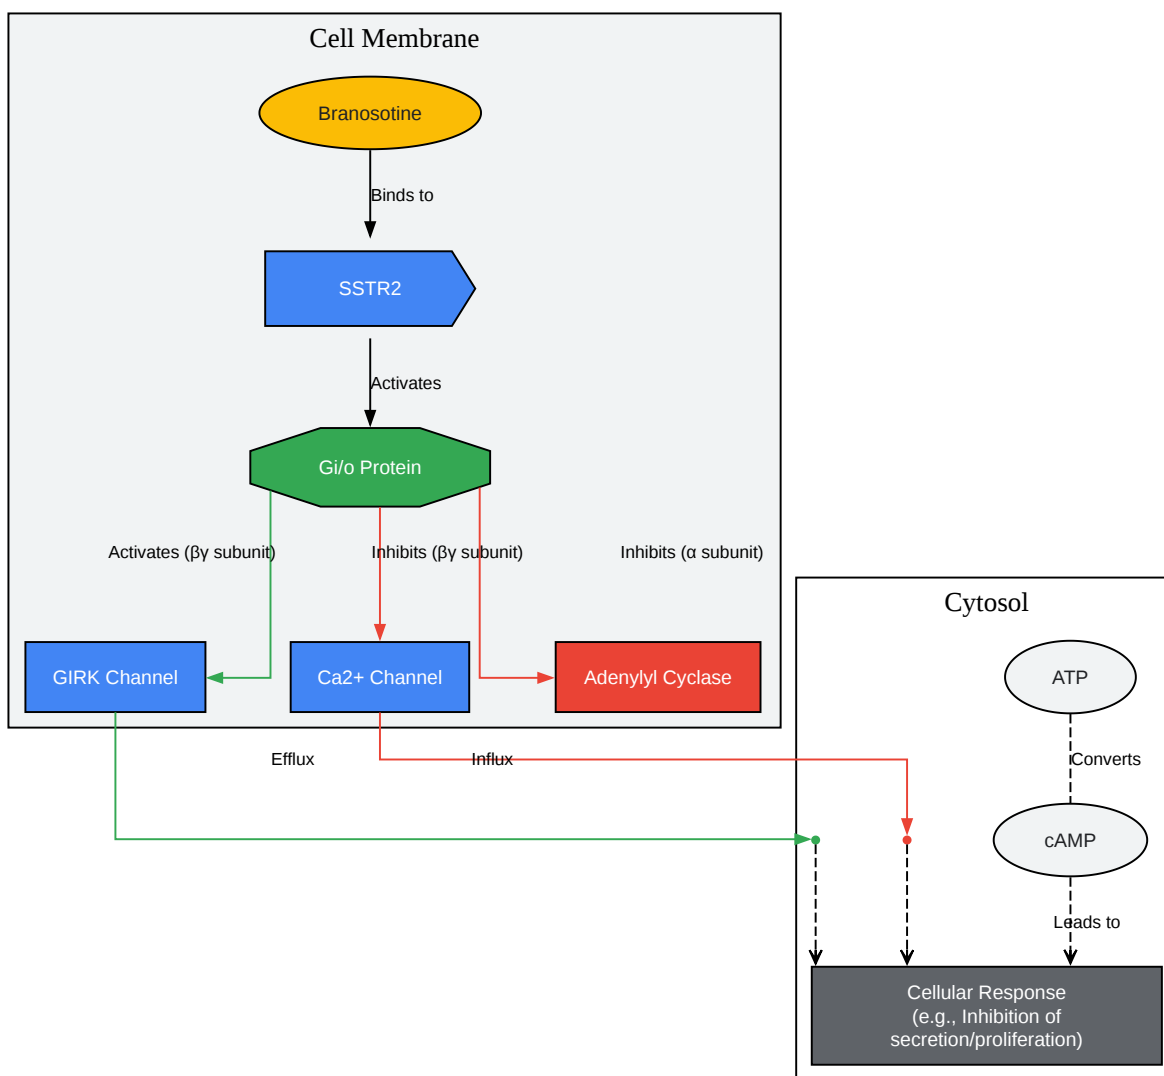 Cell Membrane
Branosotine
Binds to
SSTR2
Activates
Gi/o Protein
Activates (βγ subunit)
Inhibits (βγ subunit)
Inhibits (α subunit)
GIRK Channel
Ca2+ Channel
Adenylyl Cyclase
Efflux
Influx
Cytosol
ATP
Converts
cAMP
Leads to
Cellular Response
(e.g., Inhibition of
secretion/proliferation)